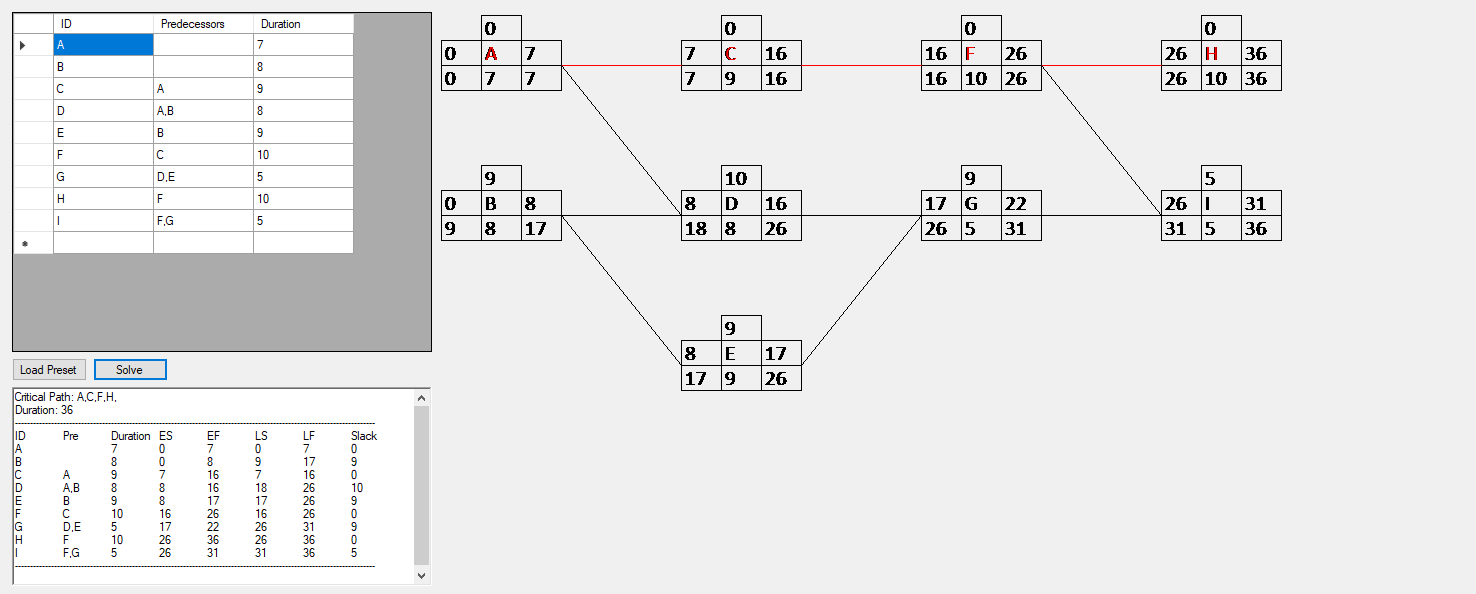 ID Predecessors Duration
A 7
B 8
C A 9
D A,B 8
E B 9
F C 10
G D,E 5
H F 10
I F,G 5
*
Load Preset Solve
Critical Path: A,C,F,H,
Duration: 36
ID Pre Duration ES EF LS LF Slack
A 7 0 7 0 7 0
B 8 0 8 9 17 9
C A 9 7 16 7 16 0
D A,B 8 8 16 18 26 10
E B 9 8 17 17 26 9
F C 10 16 26 16 26 0
G D,E 5 17 22 26 31 9
H F 10 26 36 26 36 0
I F,G 5 26 31 31 36 5
0
0 A 7
0 7 7
0
7 C 16
7 9 16
0
16 F 26
16 10 26
0
26 H 36
26 10 36
9
0 B 8
9 8 17
10
8 D 16
18 8 26
9
17 G 22
26 5 31
5
26 I 31
31 5 36
9
8 E 17
17 9 26